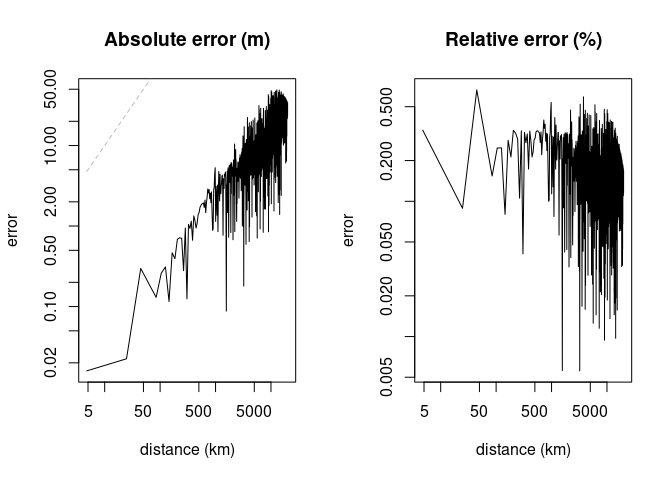 Absolute error (m)
error
50.00
10.00
2.00
0.50
0.10
0.02
5 50 500 5000
distance (km)
Relative error (%)
error
0.500
0.200
0.050
0.020
0.005
5 50 500 5000
distance (km)